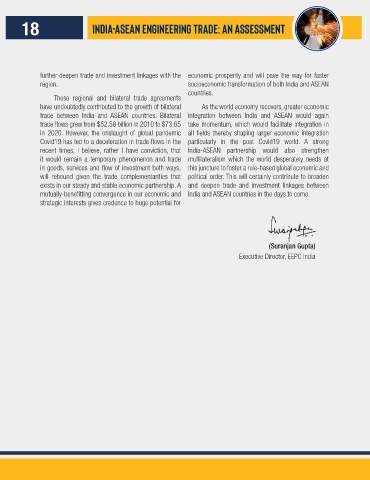 18
INDIA-ASEAN ENGINEERING TRADE: AN ASSESSMENT
further deepen trade and investment linkages with the
region.
These regional and bilateral trade agreements
have undoubtedly contributed to the growth of bilateral
trade between India and ASEAN countries. Bilateral
trade flows grew from $52.59 billion in 2010 to $73.65
in 2020. However, the onslaught of global pandemic
Covid19 has led to a deceleration in trade flows in the
recent times. I believe, rather I have conviction, that
it would remain a temporary phenomenon and trade
in goods, services and flow of investment both ways,
will rebound given the trade complementarities that
exists in our steady and stable economic partnership. A
mutually-benefitting convergence in our economic and
strategic interests gives credence to huge potential for
economic prosperity and will pave the way for faster
socioeconomic transformation of both India and ASEAN
countries.
As the world economy recovers, greater economic
integration between India and ASEAN would again
take momentum, which would facilitate integration in
all fields thereby shaping larger economic integration
particularly in the post Covid19 world. A strong
India-ASEAN partnership would also strengthen
multilateralism which the world desperately needs at
this juncture to foster a rule-based global economic and
political order. This will certainly contribute to broaden
and deepen trade and investment linkages between
India and ASEAN countries in the days to come.
(Suranjan Gupta)
Executive Director, EEPC India